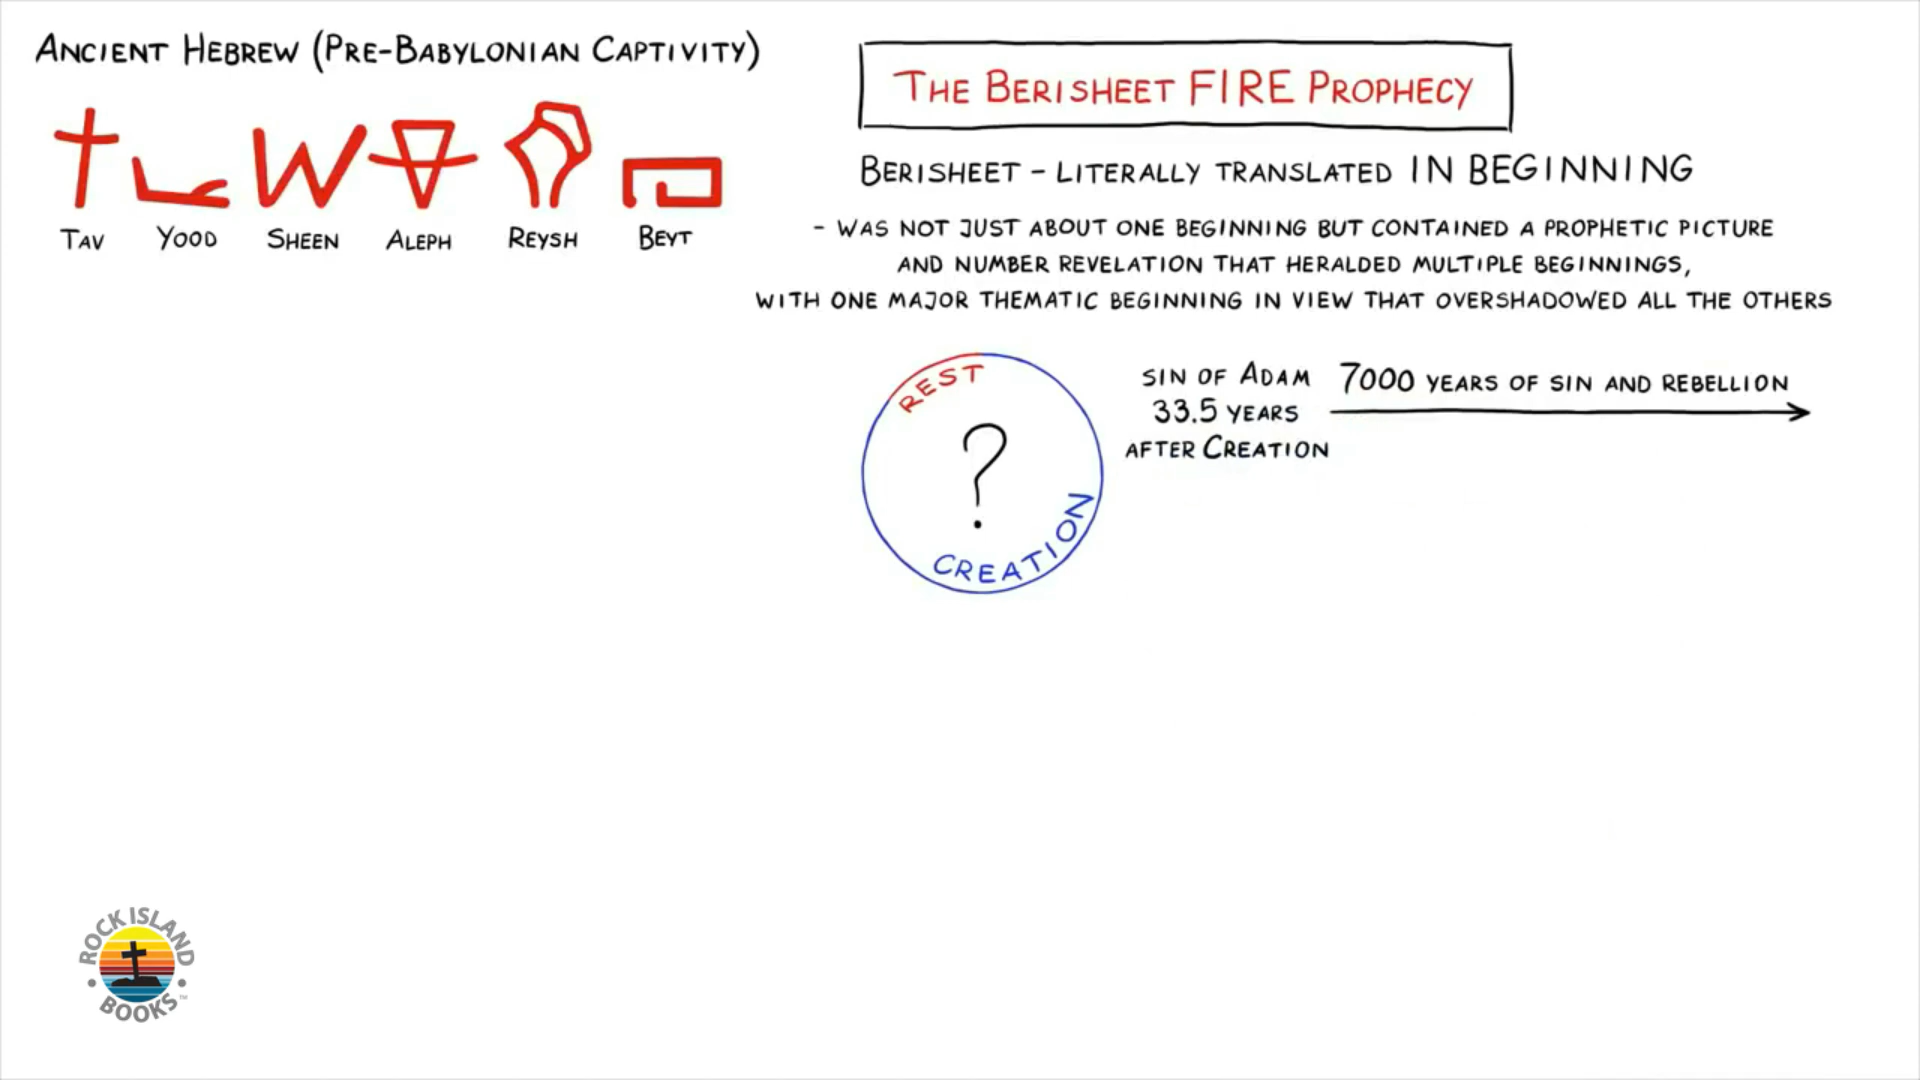 ANCIENT HEBREW (PRE-BABYLONIAN CAPTIVITY)
TAV YOOD SHEEN ALEPH REYSH BEYT
THE BERISHEET FIRE PROPHECY
BERISHEET - LITERALLY TRANSLATED IN BEGINNING
- WAS NOT JUST ABOUT ONE BEGINNING BUT CONTAINED A PROPHETIC PICTURE
AND NUMBER REVELATION THAT HERALDED MULTIPLE BEGINNINGS,
WITH ONE MAJOR THEMATIC BEGINNING IN VIEW THAT OVERSHADOWED ALL THE OTHERS
REST
?
CREATION
SIN OF ADAM
33.5 YEARS
AFTER CREATION
7000 YEARS OF SIN AND REBELLION
ROCK ISLAND
BOOKS™